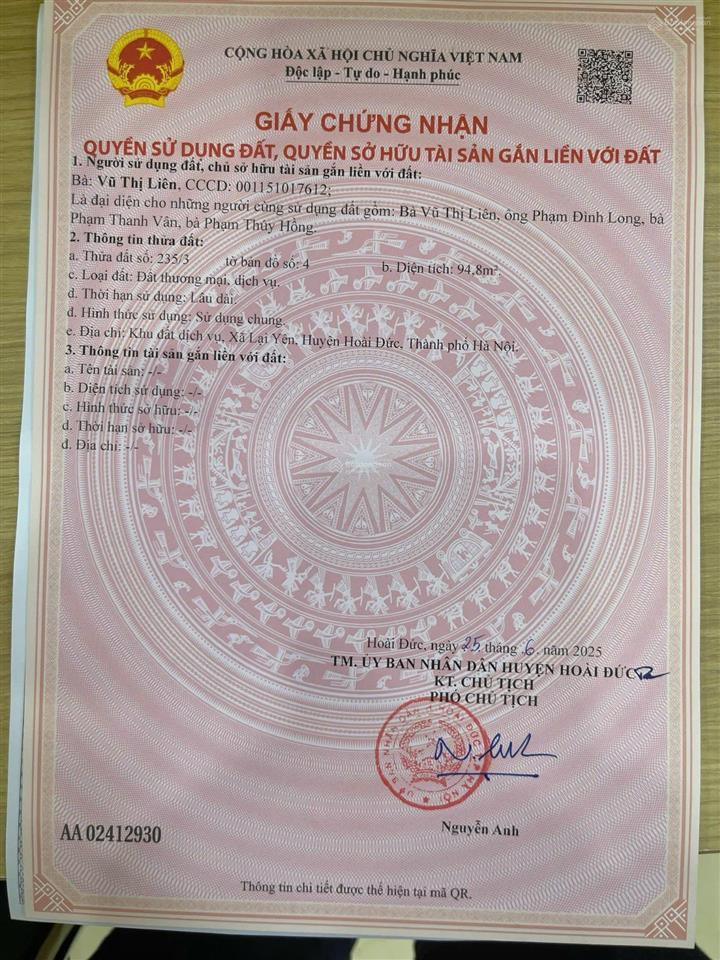 CỘNG HÒA XÃ HỘI CHỦ NGHĨA VIỆT NAM
Độc lập - Tự do - Hạnh phúc
GIẤY CHỨNG NHẬN
QUYỀN SỬ DỤNG ĐẤT, QUYỀN SỞ HỮU TÀI SẢN GẮN LIỀN VỚI ĐẤT
1. Người sử dụng đất, chủ sở hữu tài sản gắn liền với đất:
Bà: Vũ Thị Liên, CCCD: 001151017612;
Là đại diện cho những người cùng sử dụng đất gồm: Bà Vũ Thị Liên, ông Phạm Đình Long, bà
Phạm Thanh Vân, bà Phạm Thúy Hồng.
2. Thông tin thửa đất:
a. Thửa đất số: 235/3 tờ bản đồ số: 4 b. Diện tích: 94,8m².
c. Loại đất: Đất thương mại, dịch vụ.
d. Thời hạn sử dụng: Lâu dài.
đ. Hình thức sử dụng: Sử dụng chung.
e. Địa chỉ: Khu đất dịch vụ, Xã Lại Yên, Huyện Hoài Đức, Thành phố Hà Nội.
3. Thông tin tài sản gắn liền với đất:
a. Tên tài sản: -/-
b. Diện tích sử dụng: -/-
c. Hình thức sở hữu: -/-
d. Thời hạn sở hữu: -/-
đ. Địa chỉ: -/-
Hoài Đức, ngày 25 tháng 6 năm 2025
TM. ỦY BAN NHÂN DÂN HUYỆN HOÀI ĐỨC
KT. CHỦ TỊCH
PHÓ CHỦ TỊCH
Nguyễn Anh
AA 02412930
Thông tin chi tiết được thể hiện tại mã QR.